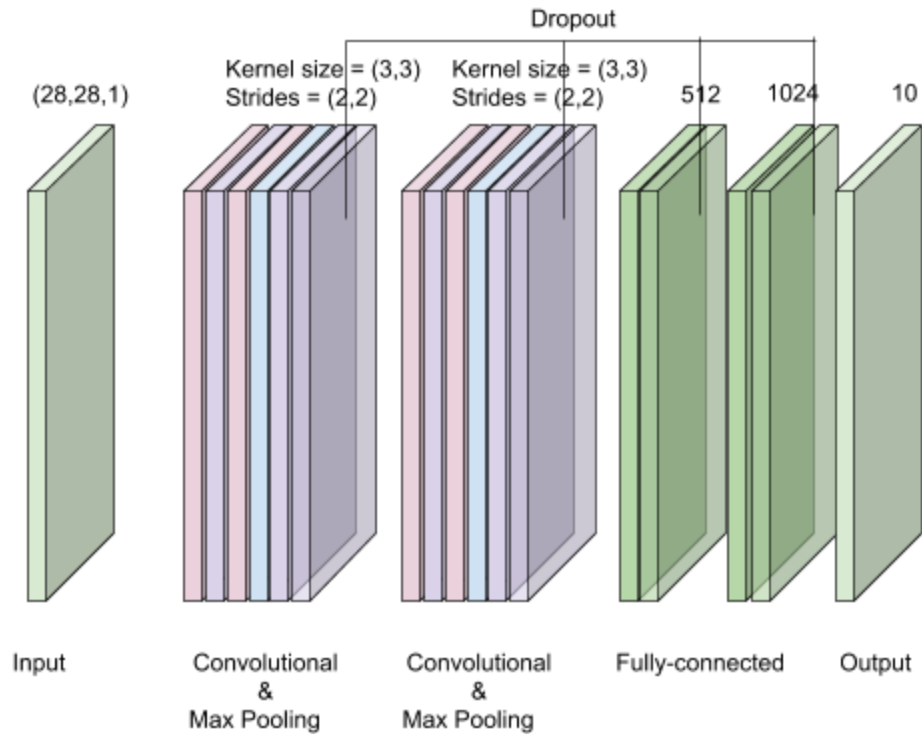 Dropout
Kernel size = (3,3)
Strides = (2,2)
Kernel size = (3,3)
Strides = (2,2)
(28,28,1)
512
1024
10
Input
Convolutional
&
Max Pooling
Convolutional
&
Max Pooling
Fully-connected
Output